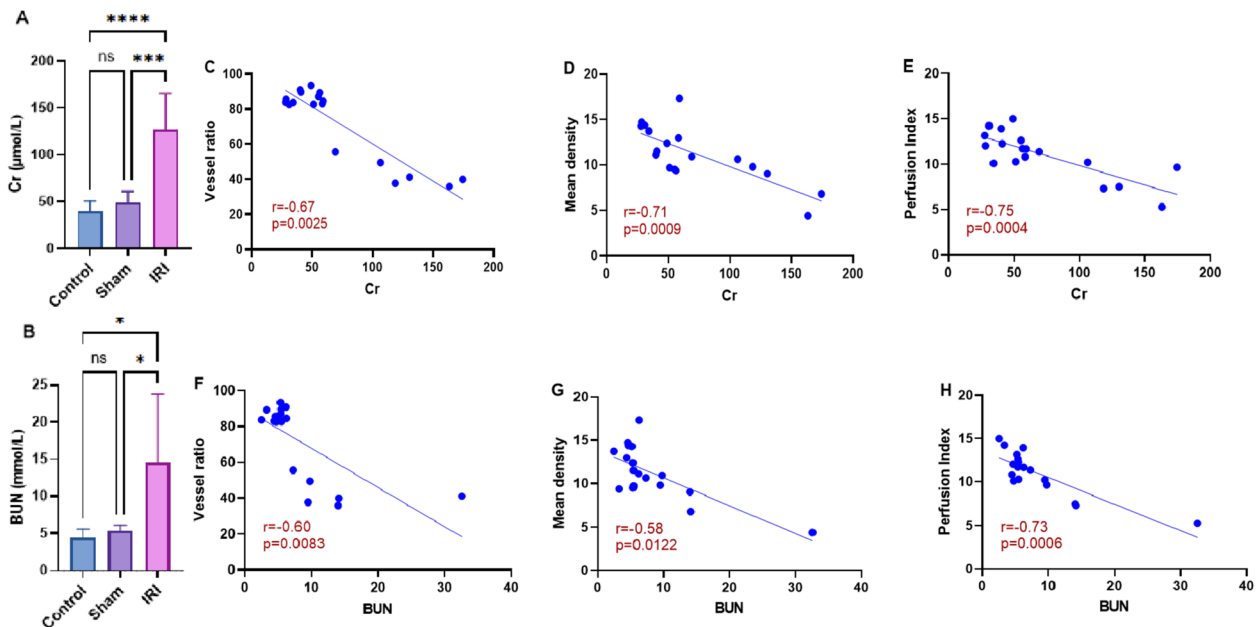 A
****
ns
***
Cr (μmol/L)
200
150
100
50
0
Control
Sham
IRI
C
Vessel ratio
100
80
60
40
20
0
r=-0.67
p=0.0025
0 50 100 150 200
Cr
D
Mean density
20
15
10
5
0
r=-0.71
p=0.0009
0 50 100 150 200
Cr
E
Perfusion Index
20
15
10
5
0
r=-0.75
p=0.0004
0 50 100 150 200
Cr
B
*
ns
*
BUN (mmol/L)
25
20
15
10
5
0
Control
Sham
IRI
F
Vessel ratio
100
80
60
40
20
0
r=-0.60
p=0.0083
0 10 20 30 40
BUN
G
Mean density
20
15
10
5
0
r=-0.58
p=0.0122
0 10 20 30 40
BUN
H
Perfusion Index
20
15
10
5
0
r=-0.73
p=0.0006
0 10 20 30 40
BUN